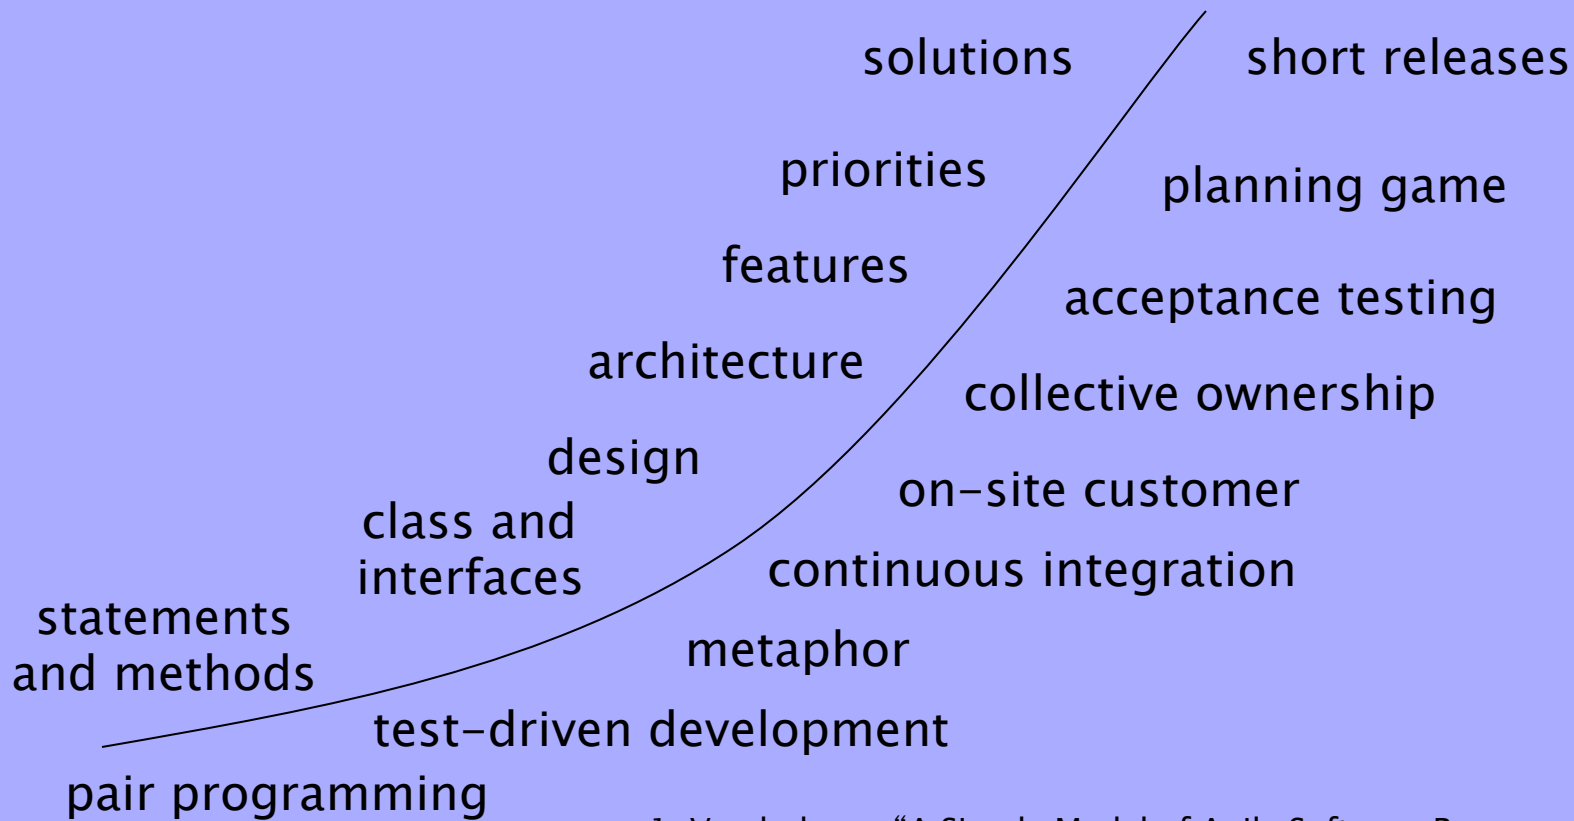 solutions
short releases
priorities
planning game
features
acceptance testing
architecture
collective ownership
design
on-site customer
class and
interfaces
continuous integration
statements
and methods
metaphor
test-driven development
pair programming